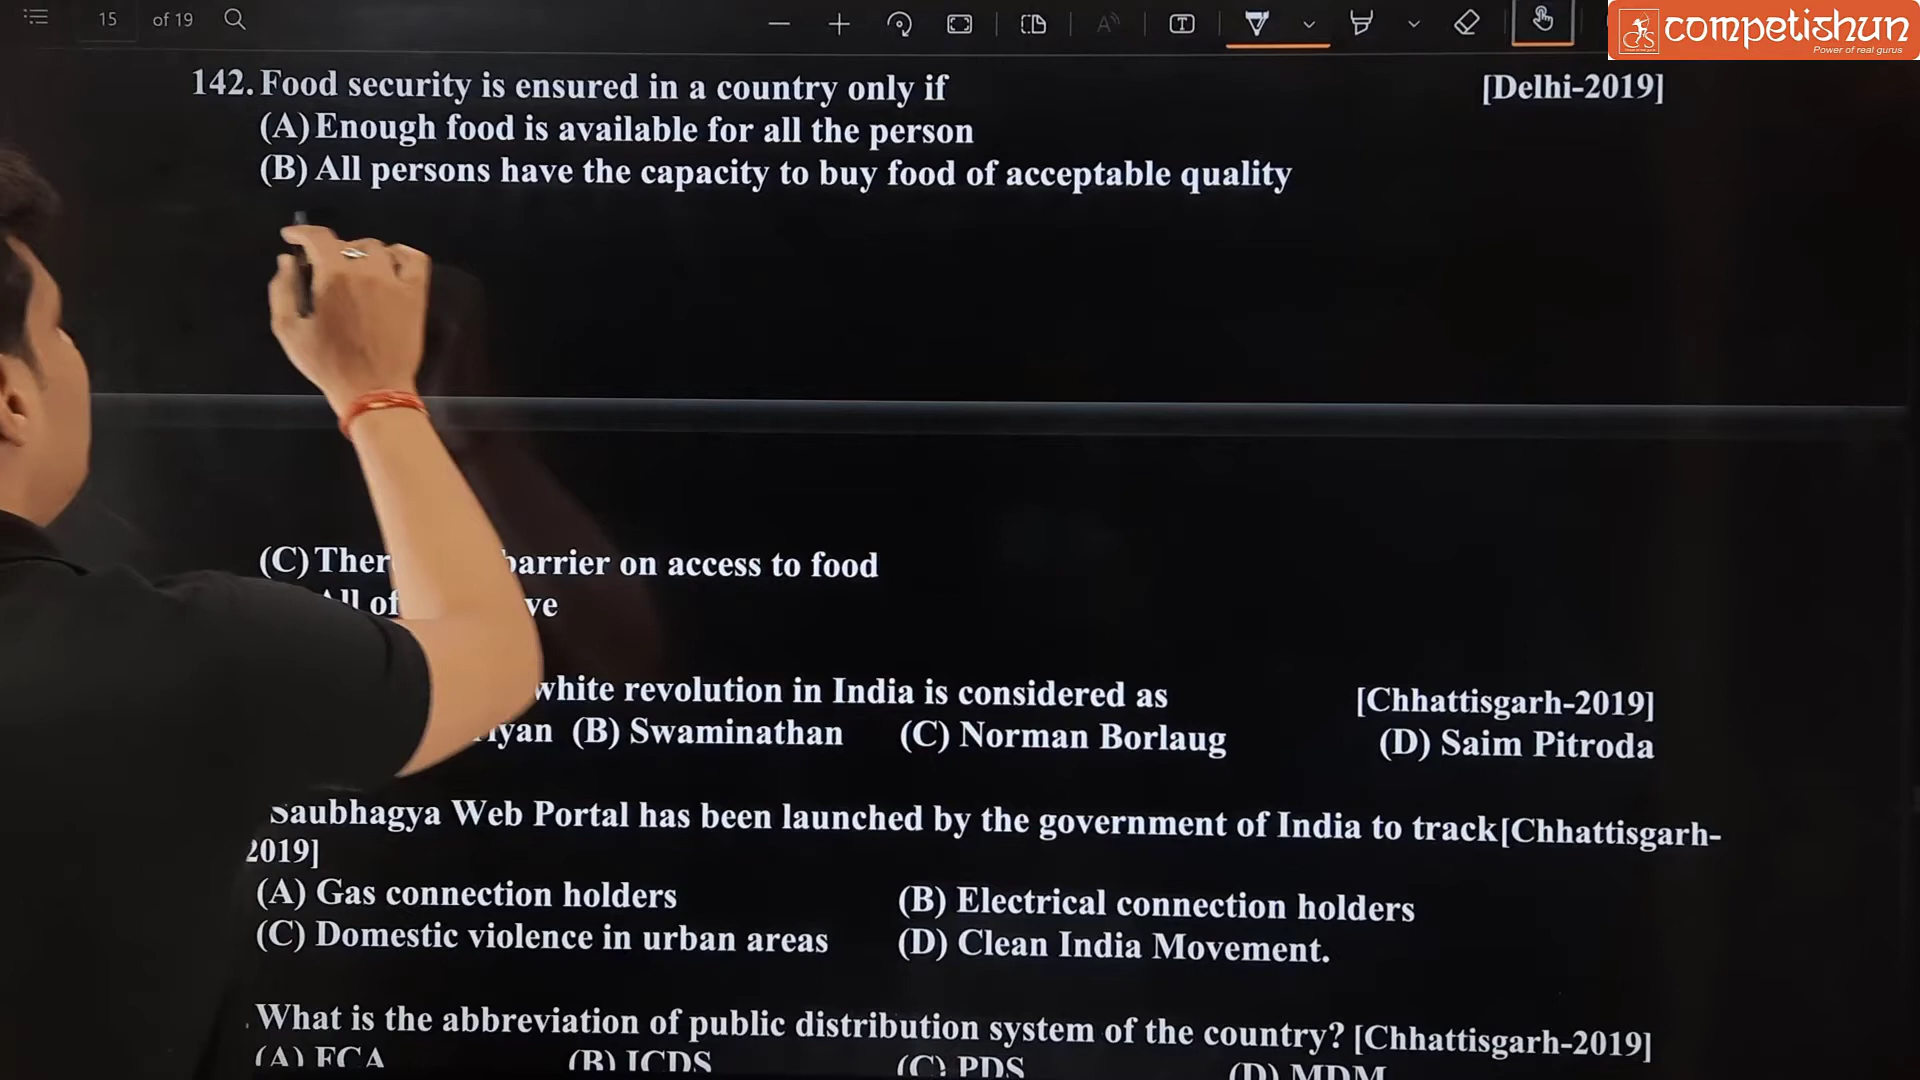 15 of 19
competishun
Power of real gurus
142. Food security is ensured in a country only if [Delhi-2019]
(A) Enough food is available for all the person
(B) All persons have the capacity to buy food of acceptable quality
(C) barrier on access to food
All of
white revolution in India is considered as [Chhattisgarh-2019]
(B) Swaminathan (C) Norman Borlaug (D) Saim Pitroda
Saubhagya Web Portal has been launched by the government of India to track[Chhattisgarh-
2019]
(A) Gas connection holders (B) Electrical connection holders
(C) Domestic violence in urban areas (D) Clean India Movement.
What is the abbreviation of public distribution system of the country? [Chhattisgarh-2019]
(A) FCA (B) ICDS (C) PDS (D) MDM